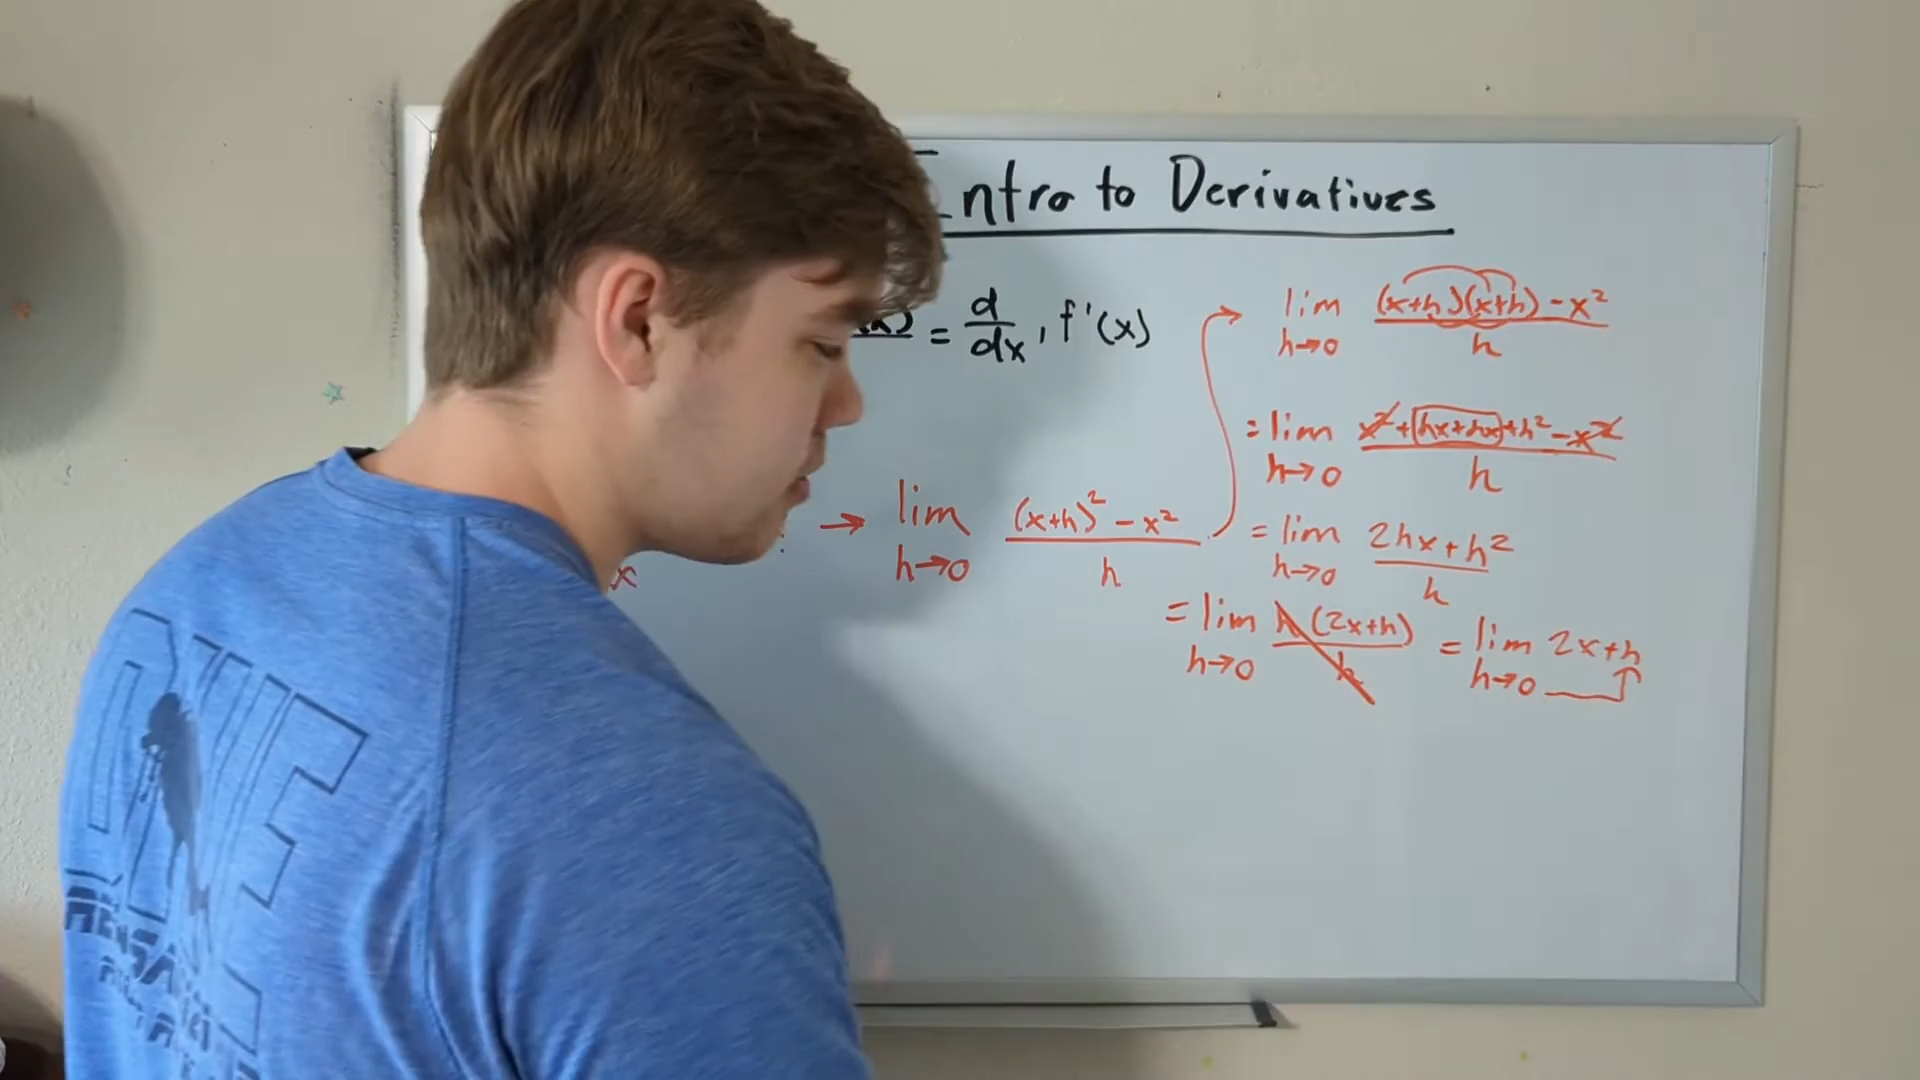 Intro to Derivatives
= d/dx , f'(x)
→ lim h→0 ((x+h)² - x²)/h
lim h→0 ((x+h)(x+h) - x²)/h
= lim h→0 (x² + hx + hx + h² - x²)/h
= lim h→0 (2hx + h²)/h
= lim h→0 h(2x+h)/h = lim h→0 2x+h
x